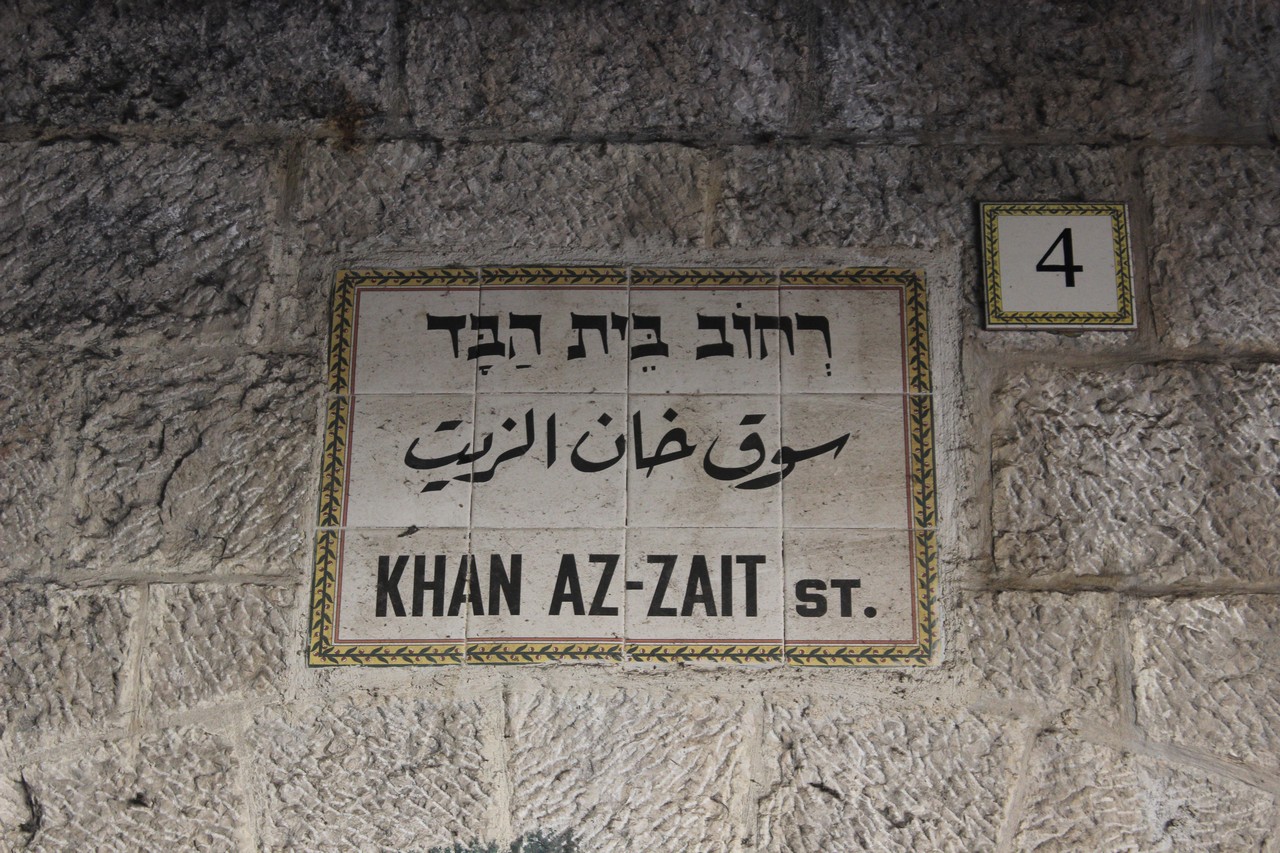 רְחוֹב בֵּית הַבָּד
سوق خان الزيت
KHAN AZ-ZAIT ST.
4